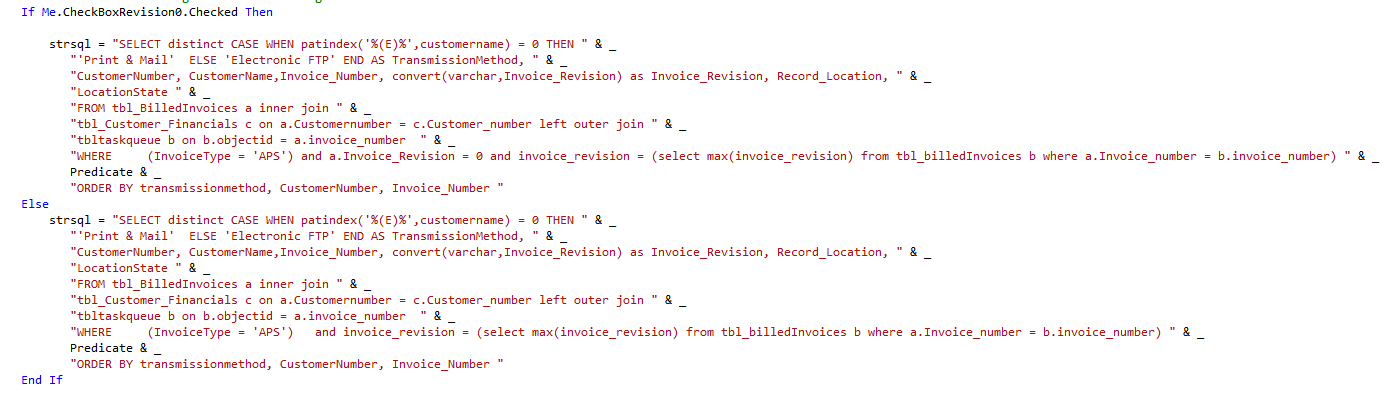 If Me.CheckBoxRevision0.Checked Then
strsql = "SELECT distinct CASE WHEN patindex('%(E)%',customername) = 0 THEN " & _
"'Print & Mail'  ELSE 'Electronic FTP' END AS TransmissionMethod, " & _
"CustomerNumber, CustomerName,Invoice_Number, convert(varchar,Invoice_Revision) as Invoice_Revision, Record_Location, " & _
"LocationState " & _
"FROM tbl_BilledInvoices a inner join " & _
"tbl_Customer_Financials c on a.Customernumber = c.Customer_number left outer join " & _
"tbltaskqueue b on b.objectid = a.invoice_number  " & _
"WHERE    (InvoiceType = 'APS') and a.Invoice_Revision = 0 and invoice_revision = (select max(invoice_revision) from tbl_billedInvoices b where a.Invoice_number = b.invoice_number) " & _
Predicate & _
"ORDER BY transmissionmethod, CustomerNumber, Invoice_Number "
Else
strsql = "SELECT distinct CASE WHEN patindex('%(E)%',customername) = 0 THEN " & _
"'Print & Mail'  ELSE 'Electronic FTP' END AS TransmissionMethod, " & _
"CustomerNumber, CustomerName,Invoice_Number, convert(varchar,Invoice_Revision) as Invoice_Revision, Record_Location, " & _
"LocationState " & _
"FROM tbl_BilledInvoices a inner join " & _
"tbl_Customer_Financials c on a.Customernumber = c.Customer_number left outer join " & _
"tbltaskqueue b on b.objectid = a.invoice_number  " & _
"WHERE    (InvoiceType = 'APS')   and invoice_revision = (select max(invoice_revision) from tbl_billedInvoices b where a.Invoice_number = b.invoice_number) " & _
Predicate & _
"ORDER BY transmissionmethod, CustomerNumber, Invoice_Number "
End If